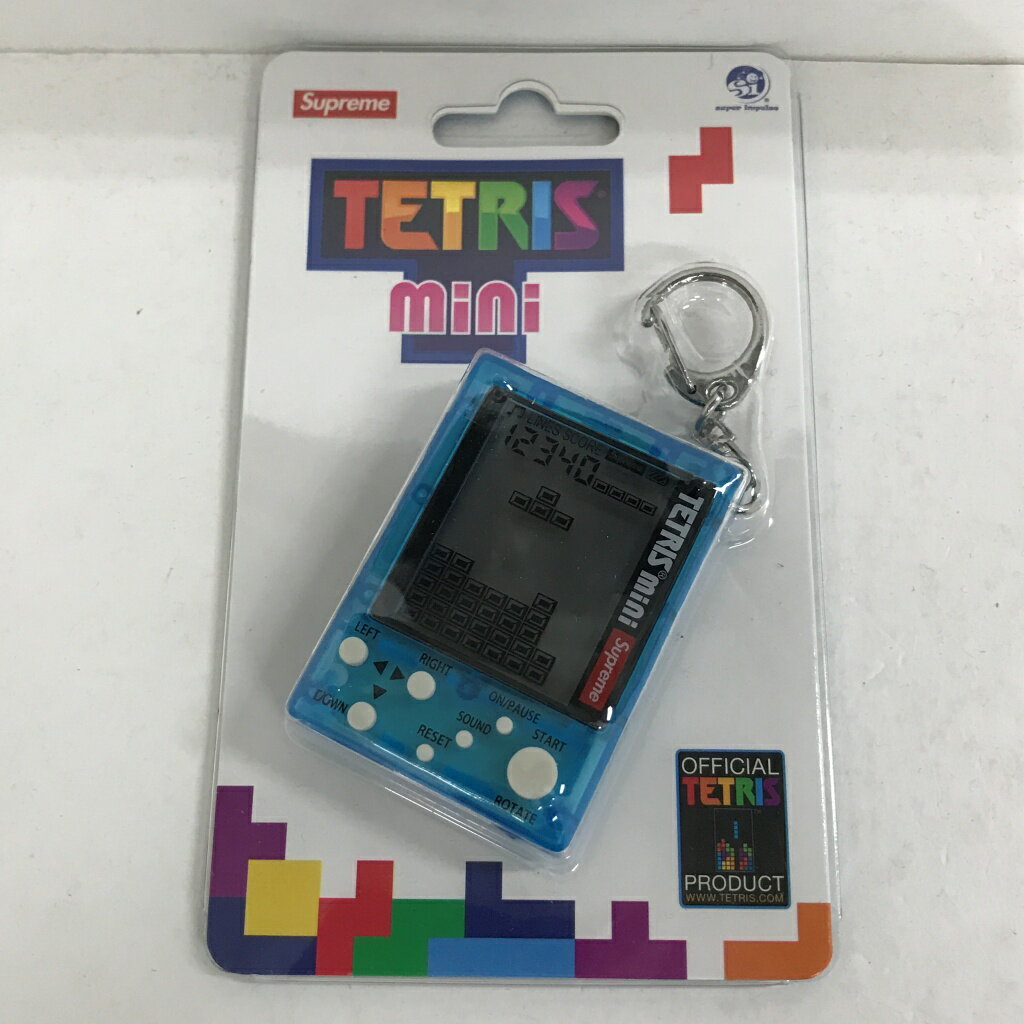 Supreme
Si
super impulse
TETRIS
mini
LINES SCORE
12340
TETRIS® mini
Supreme
LEFT
RIGHT
DOWN
ON/PAUSE
SOUND
START
RESET
ROTATE
OFFICIAL
TETRIS
PRODUCT
WWW.TETRIS.COM